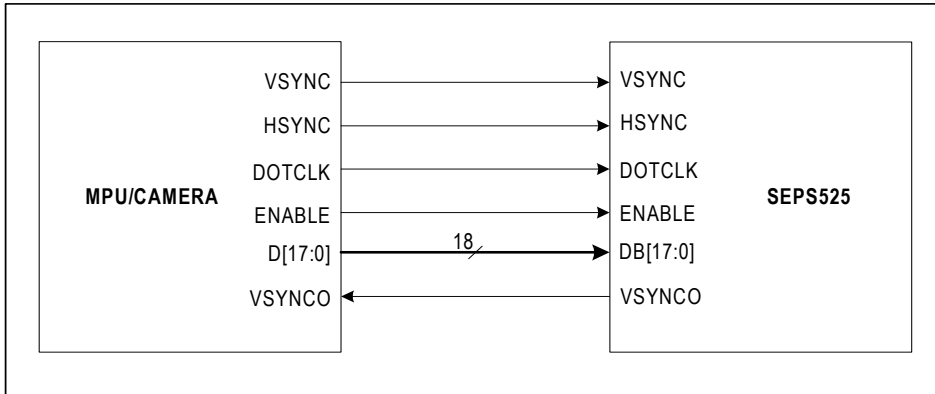 MPU/CAMERA
VSYNC
HSYNC
DOTCLK
ENABLE
D[17:0]
VSYNCO
18
VSYNC
HSYNC
DOTCLK
ENABLE
DB[17:0]
VSYNCO
SEPS525